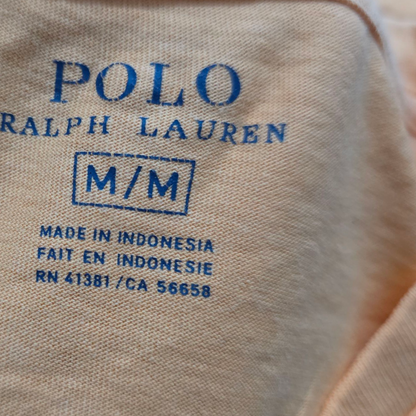 POLO
RALPH LAUREN
M/M
MADE IN INDONESIA
FAIT EN INDONESIE
RN 41381 / CA 56658